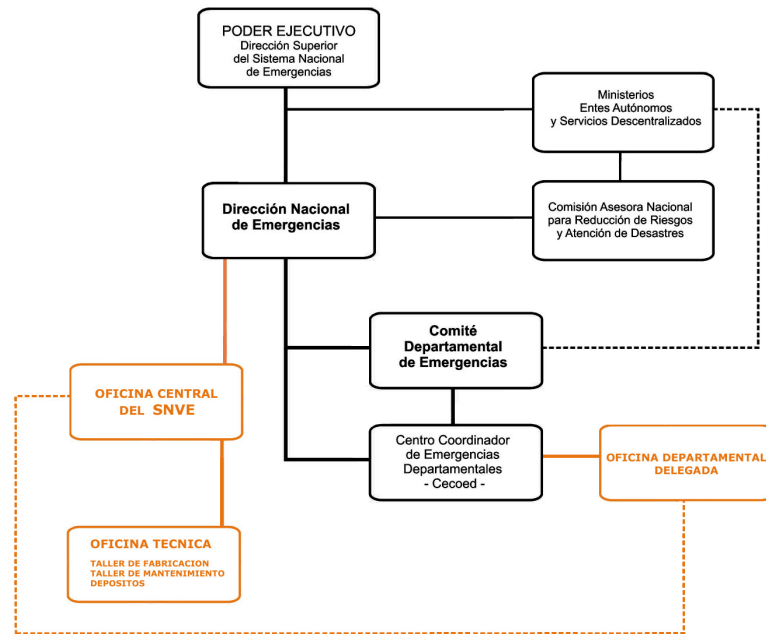 PODER EJECUTIVO
Dirección Superior
del Sistema Nacional
de Emergencias
Ministerios
Entes Autónomos
y Servicios Descentralizados
Dirección Nacional
de Emergencias
Comisión Asesora Nacional
para Reducción de Riesgos
y Atención de Desastres
Comité
Departamental
de Emergencias
OFICINA CENTRAL
DEL SNVE
Centro Coordinador
de Emergencias
Departamentales
- Cecoed -
OFICINA DEPARTAMENTAL
DELEGADA
OFICINA TECNICA
TALLER DE FABRICACION
TALLER DE MANTENIMIENTO
DEPOSITOS